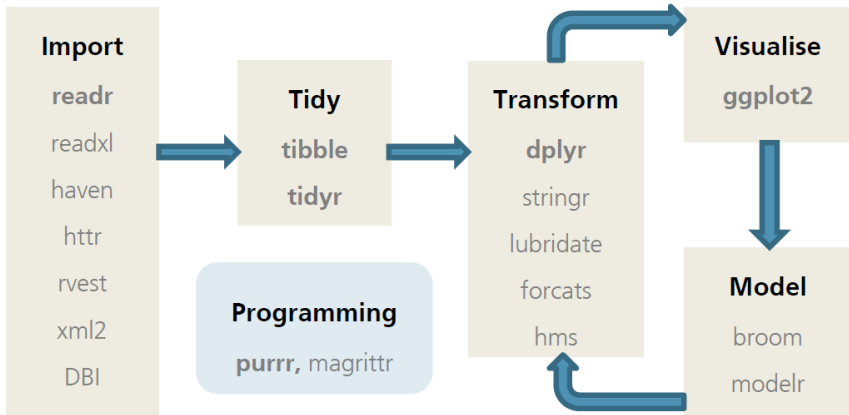 Import
readr
readxl
haven
httr
rvest
xml2
DBI
Tidy
tibble
tidyr
Programming
purrr, magrittr
Transform
dplyr
stringr
lubridate
forcats
hms
Visualise
ggplot2
Model
broom
modelr